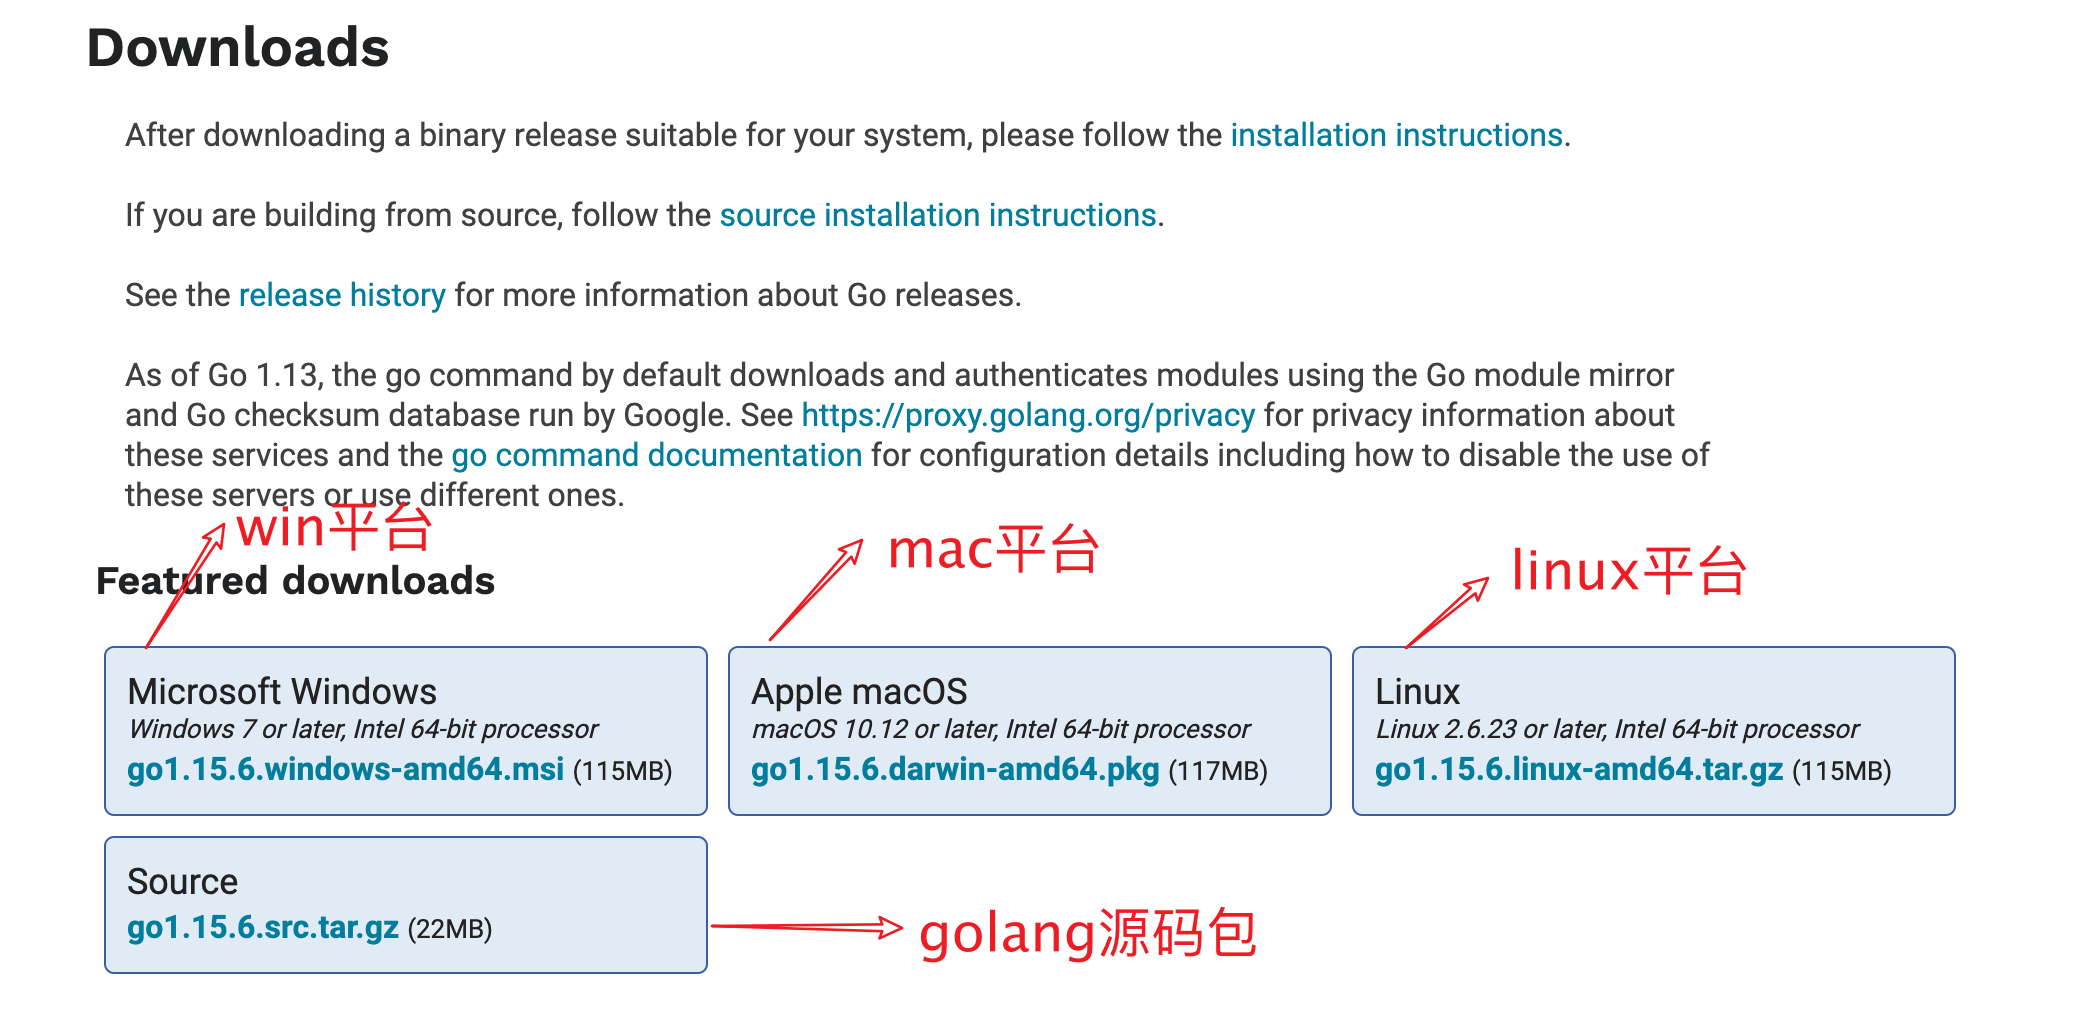 Downloads
After downloading a binary release suitable for your system, please follow the installation instructions.
If you are building from source, follow the source installation instructions.
See the release history for more information about Go releases.
As of Go 1.13, the go command by default downloads and authenticates modules using the Go module mirror
and Go checksum database run by Google. See https://proxy.golang.org/privacy for privacy information about
these services and the go command documentation for configuration details including how to disable the use of
these servers or use different ones.
win平台
mac平台
linux平台
Featured downloads
Microsoft Windows
Windows 7 or later, Intel 64-bit processor
go1.15.6.windows-amd64.msi (115MB)
Apple macOS
macOS 10.12 or later, Intel 64-bit processor
go1.15.6.darwin-amd64.pkg (117MB)
Linux
Linux 2.6.23 or later, Intel 64-bit processor
go1.15.6.linux-amd64.tar.gz (115MB)
Source
go1.15.6.src.tar.gz (22MB)
golang源码包